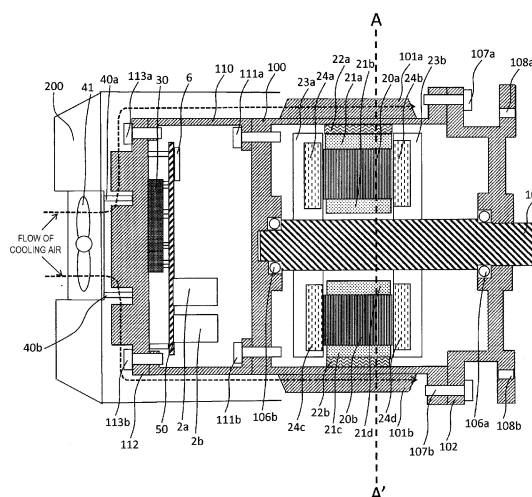 A
200
41
113a
40a
30
6
110
111a
100
23a
24a
22a
21a
21b
20a
101a
24b
23b
107a
108a
FLOW OF
COOLING AIR
10
40b
113b
112
50
2a
2b
111b
106b
24c
22b
21c
20b
21d
24d
101b
107b
102
106a
108b
A'